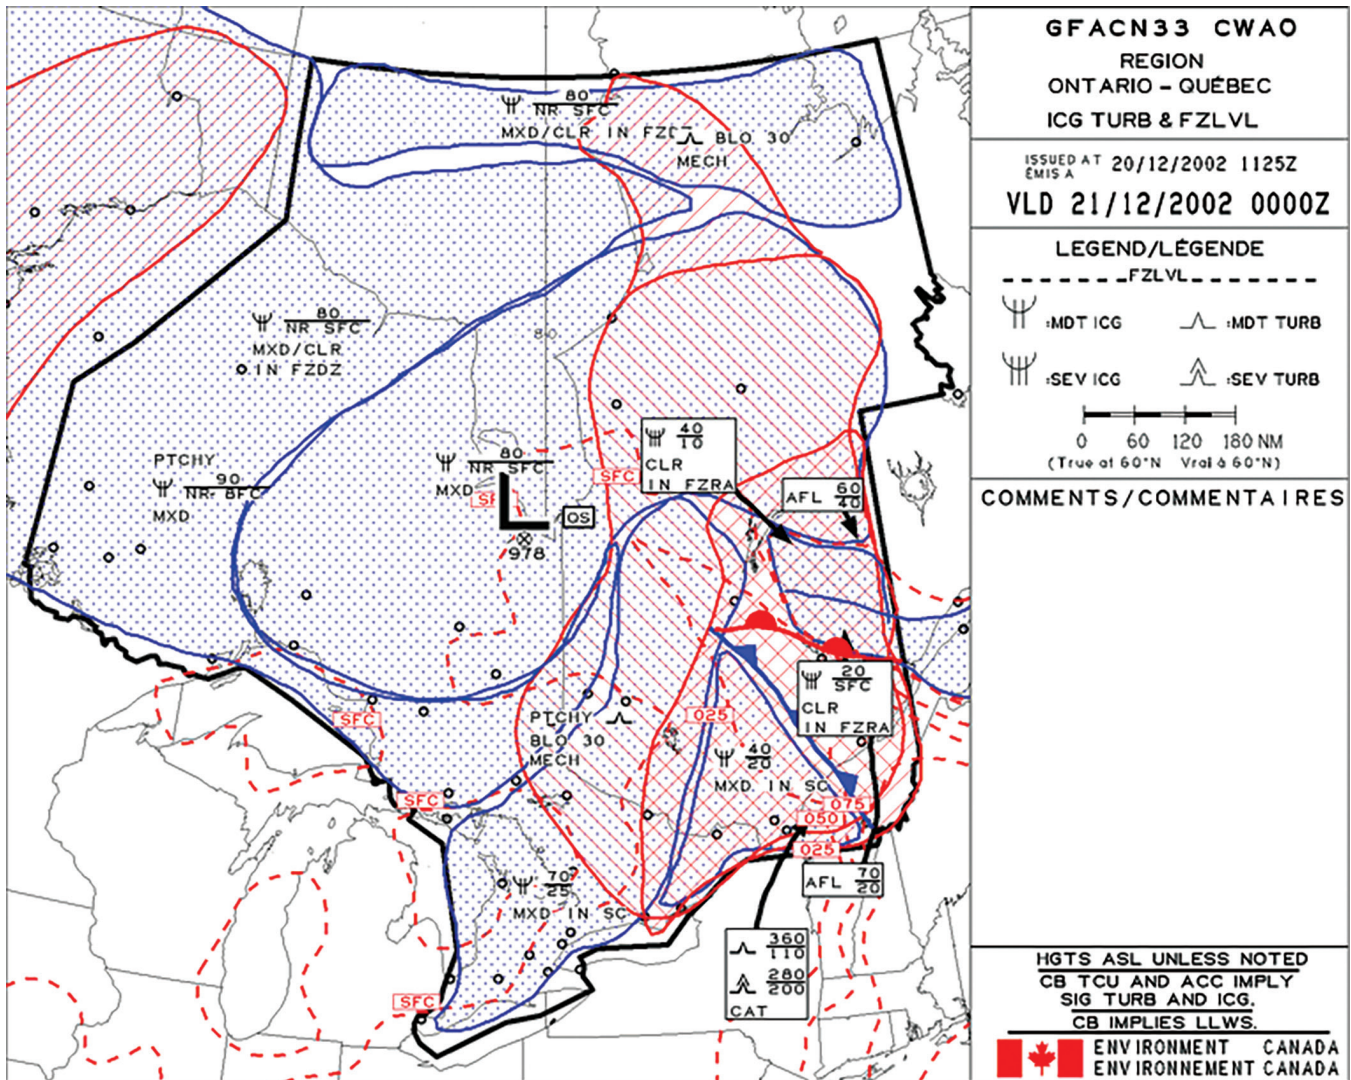 GFACN33 CWAO
REGION
ONTARIO - QUÉBEC
ICG TURB & FZLVL
ISSUED AT 20/12/2002 1125Z
ÉMIS A
VLD 21/12/2002 0000Z
LEGEND/LÉGENDE
FZLVL
:MDT ICG
:MDT TURB
:SEV ICG
:SEV TURB
0 60 120 180 NM
(True at 60°N Vrai à 60°N)
COMMENTS/COMMENTAIRES
HGTS ASL UNLESS NOTED
CB TCU AND ACC IMPLY
SIG TURB AND ICG.
CB IMPLIES LLWS.
ENVIRONMENT CANADA
ENVIRONNEMENT CANADA
80
NR SFC
MXD/CLR IN
BLO 30
MECH
80
NR SFC
MXD/CLR
IN FZDZ
80
PTCHY
90
MXD
80
NR SFC
MXD
SFC
QS
978
40
10
CLR
IN FZRA
AFL 60
40
20
SFC
CLR
IN FZRA
PTCHY
BLO 30
MECH
025
40
20
MXD IN SC
SFC
SFC
075
050
025
70
25
MXD IN SC
AFL 70
20
360
110
280
200
CAT
SFC